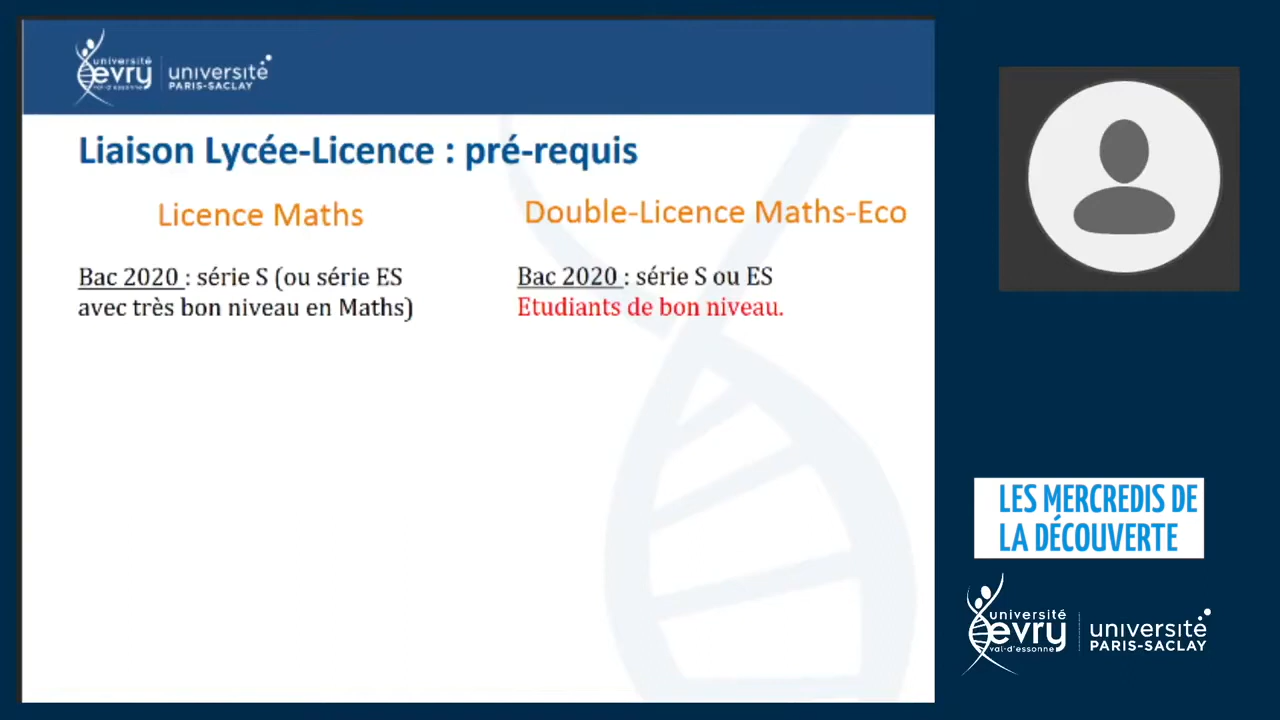 université
evry
val-d'essonne
université
PARIS-SACLAY
Liaison Lycée-Licence : pré-requis
Licence Maths
Double-Licence Maths-Eco
Bac 2020 : série S (ou série ES
avec très bon niveau en Maths)
Bac 2020 : série S ou ES
Etudiants de bon niveau.
LES MERCREDIS DE
LA DÉCOUVERTE
université
evry
val-d'essonne
université
PARIS-SACLAY